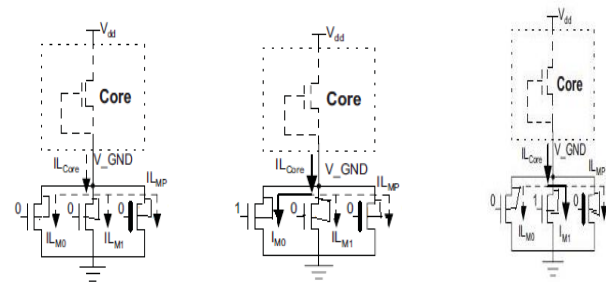 Vdd
Core
ILCore V_GND
ILMP
0 0 0
ILM0 ILM1
Vdd
Core
ILCore V_GND
ILMP
1 0 0
IM0 ILM1
Vdd
Core
ILCore V_GND
ILMP
0 1 0
ILM0 IM1